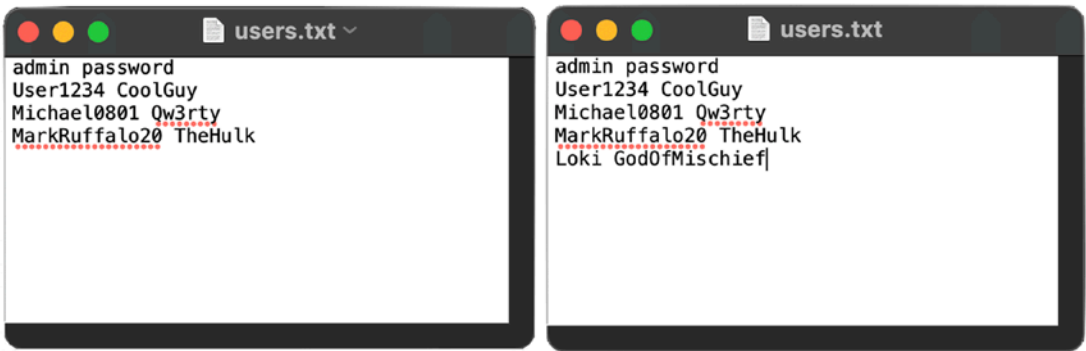 users.txt
admin password
User1234 CoolGuy
Michael0801 Qw3rty
MarkRuffalo20 TheHulk
users.txt
admin password
User1234 CoolGuy
Michael0801 Qw3rty
MarkRuffalo20 TheHulk
Loki GodOfMischief